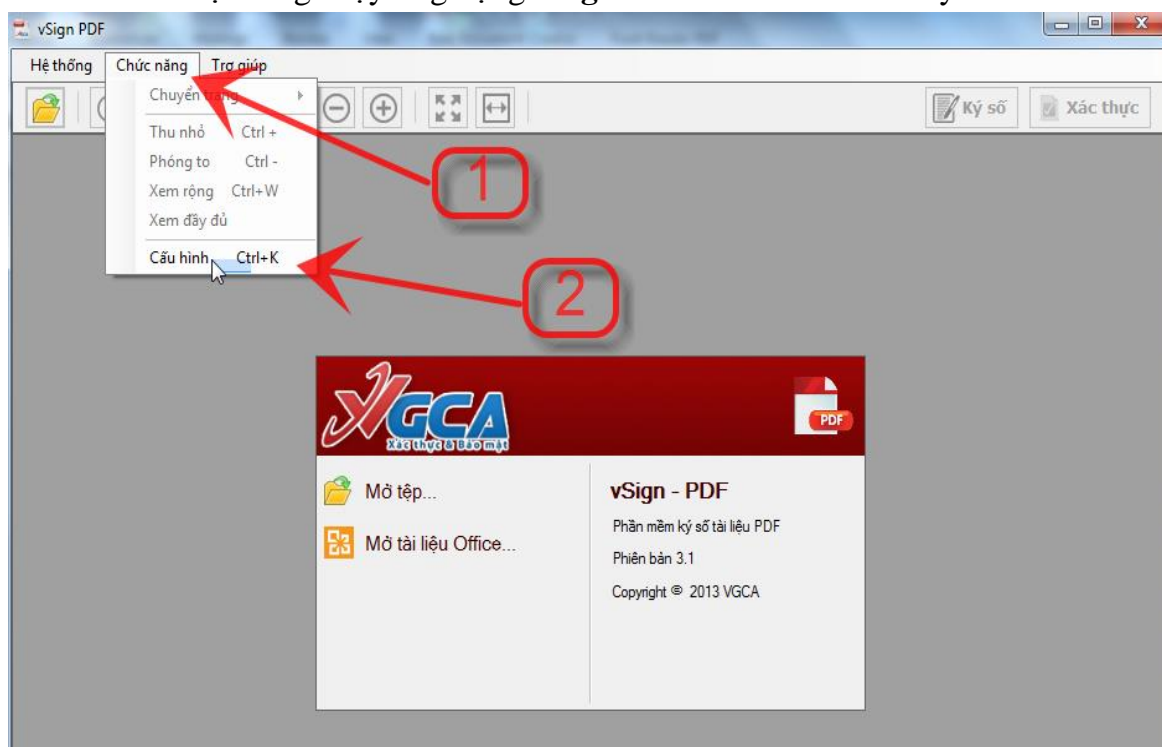 vSign PDF
Hệ thống Chức năng Trợ giúp
Chuyển trang
Ký số Xác thực
Thu nhỏ Ctrl +
Phóng to Ctrl -
Xem rộng Ctrl+W
Xem đầy đủ
Cấu hình Ctrl+K
1
2
VGCA
Xác thực & Bảo mật
PDF
Mở tệp...
Mở tài liệu Office...
vSign - PDF
Phần mềm ký số tài liệu PDF
Phiên bản 3.1
Copyright © 2013 VGCA